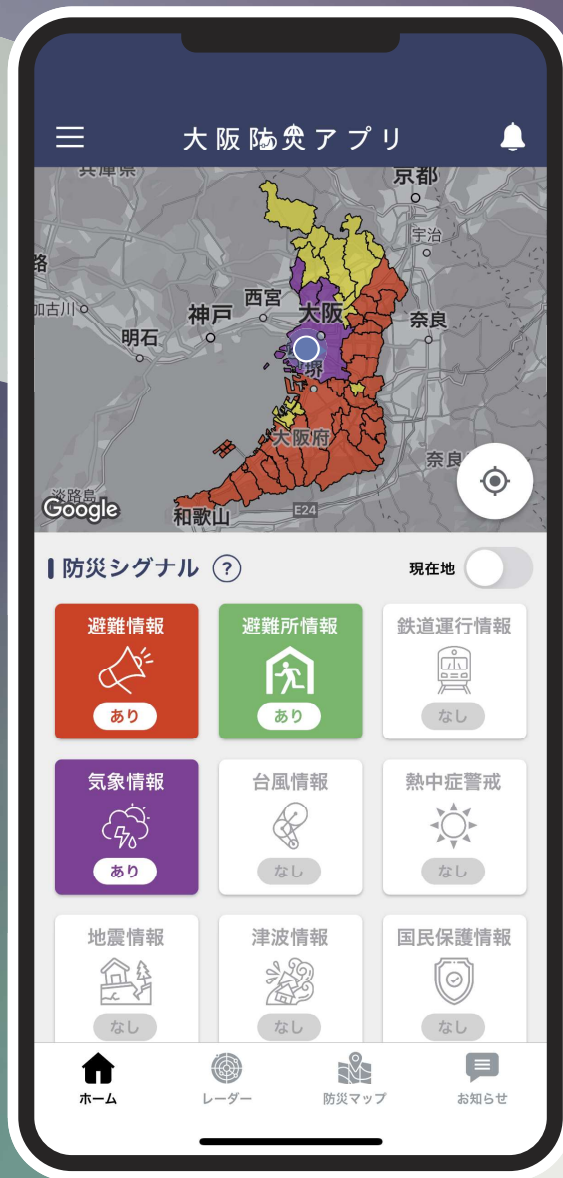 大阪防災アプリ
兵庫県
京都
宇治
路
加古川
西宮
神戸
大阪
奈良
明石
堺
大阪府
奈良
淡路島
Google
和歌山
E24
防災シグナル ?
現在地
避難情報 避難所情報 鉄道運行情報
あり あり なし
気象情報 台風情報 熱中症警戒
あり なし なし
地震情報 津波情報 国民保護情報
なし なし なし
ホーム レーダー 防災マップ お知らせ